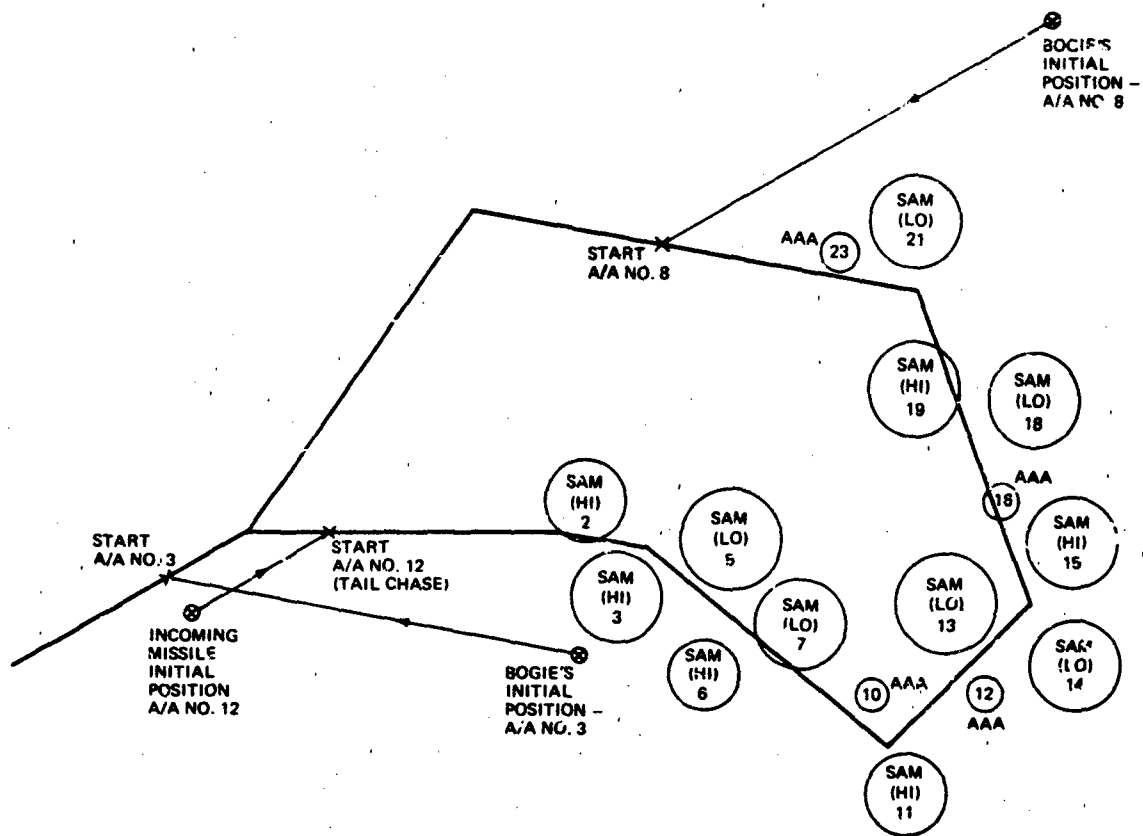 BOGIE'S
INITIAL
POSITION –
A/A NO. 8
SAM
(LO)
21
AAA
23
START
A/A NO. 8
SAM
(HI)
19
SAM
(LO)
18
AAA
SAM
(HI)
2
SAM
(LO)
5
SAM
(HI)
15
START
A/A NO. 3
START
A/A NO. 12
(TAIL CHASE)
SAM
(HI)
3
SAM
(LO)
7
SAM
(LO)
13
INCOMING
MISSILE
INITIAL
POSITION
A/A NO. 12
BOGIE'S
INITIAL
POSITION –
A/A NO. 3
SAM
(HI)
6
10
AAA
12
AAA
SAM
(LO)
14
SAM
(HI)
11